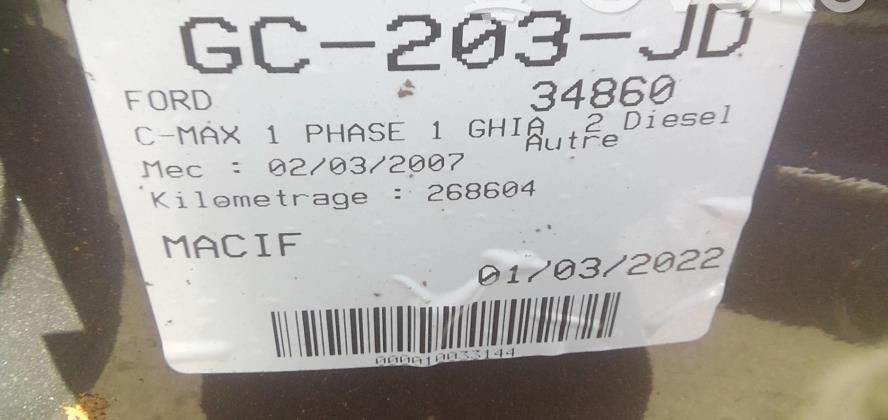 GC-203-JD
FORD 34860
C-MAX 1 PHASE 1 GHIA 2 Diesel
Autre
Mec : 02/03/2007
Kilometrage : 268604
MACIF
01/03/2022
000010033144